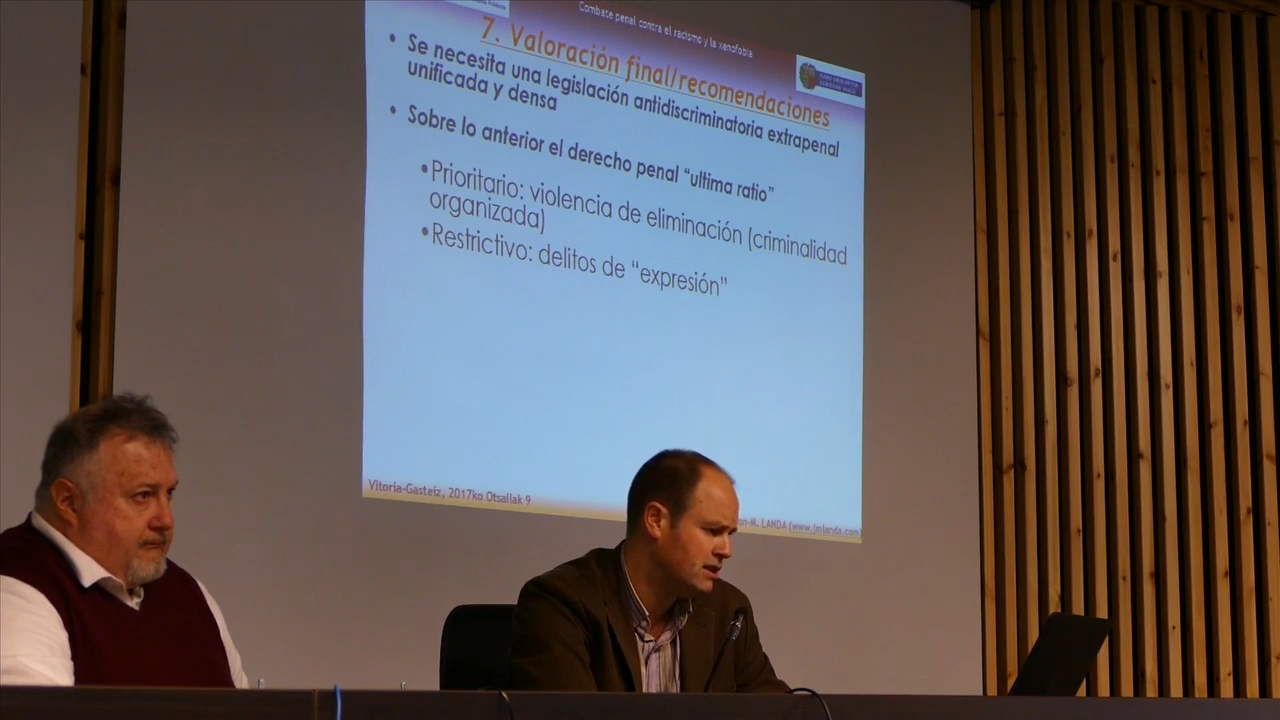 Combate penal contra el racismo y la xenofobia
7. Valoración final/recomendaciones
• Se necesita una legislación antidiscriminatoria extrapenal
unificada y densa
• Sobre lo anterior el derecho penal “ultima ratio”
•Prioritario: violencia de eliminación (criminalidad
organizada)
•Restrictivo: delitos de “expresión”
Vitoria-Gasteiz, 2017ko Otsailak 9
on-M. LANDA (www.jmlanda.com